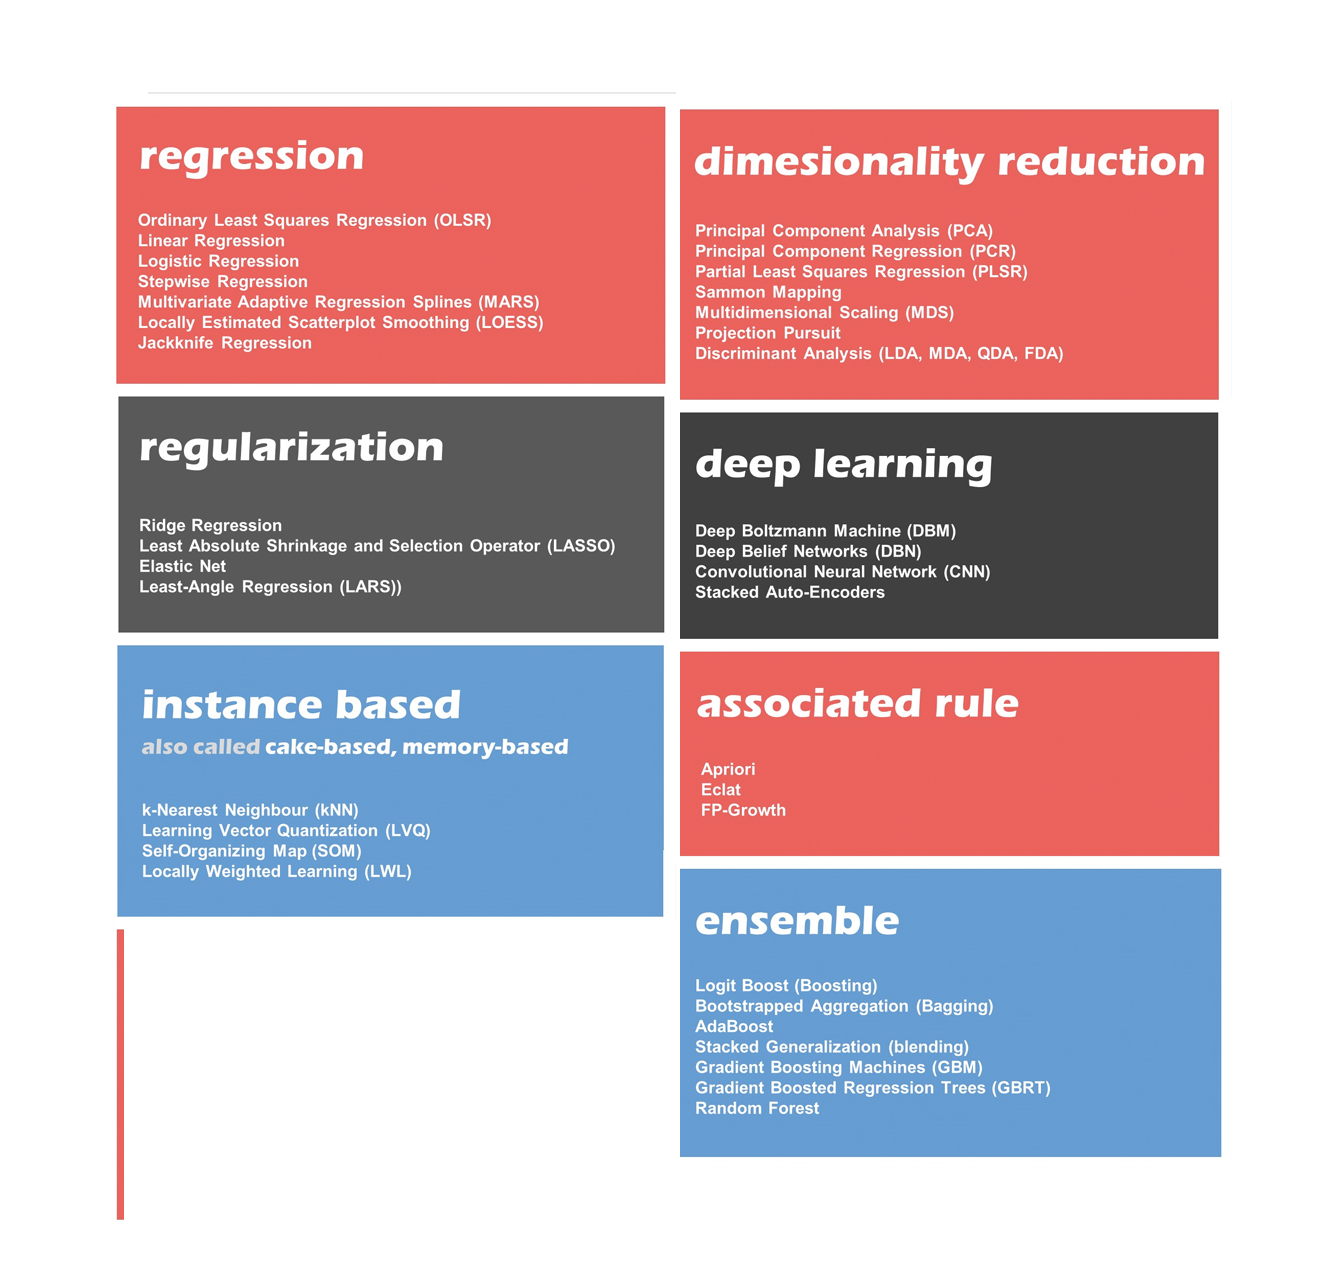 regression
Ordinary Least Squares Regression (OLSR)
Linear Regression
Logistic Regression
Stepwise Regression
Multivariate Adaptive Regression Splines (MARS)
Locally Estimated Scatterplot Smoothing (LOESS)
Jackknife Regression
regularization
Ridge Regression
Least Absolute Shrinkage and Selection Operator (LASSO)
Elastic Net
Least-Angle Regression (LARS))
instance based
also called cake-based, memory-based
k-Nearest Neighbour (kNN)
Learning Vector Quantization (LVQ)
Self-Organizing Map (SOM)
Locally Weighted Learning (LWL)
dimesionality reduction
Principal Component Analysis (PCA)
Principal Component Regression (PCR)
Partial Least Squares Regression (PLSR)
Sammon Mapping
Multidimensional Scaling (MDS)
Projection Pursuit
Discriminant Analysis (LDA, MDA, QDA, FDA)
deep learning
Deep Boltzmann Machine (DBM)
Deep Belief Networks (DBN)
Convolutional Neural Network (CNN)
Stacked Auto-Encoders
associated rule
Apriori
Eclat
FP-Growth
ensemble
Logit Boost (Boosting)
Bootstrapped Aggregation (Bagging)
AdaBoost
Stacked Generalization (blending)
Gradient Boosting Machines (GBM)
Gradient Boosted Regression Trees (GBRT)
Random Forest